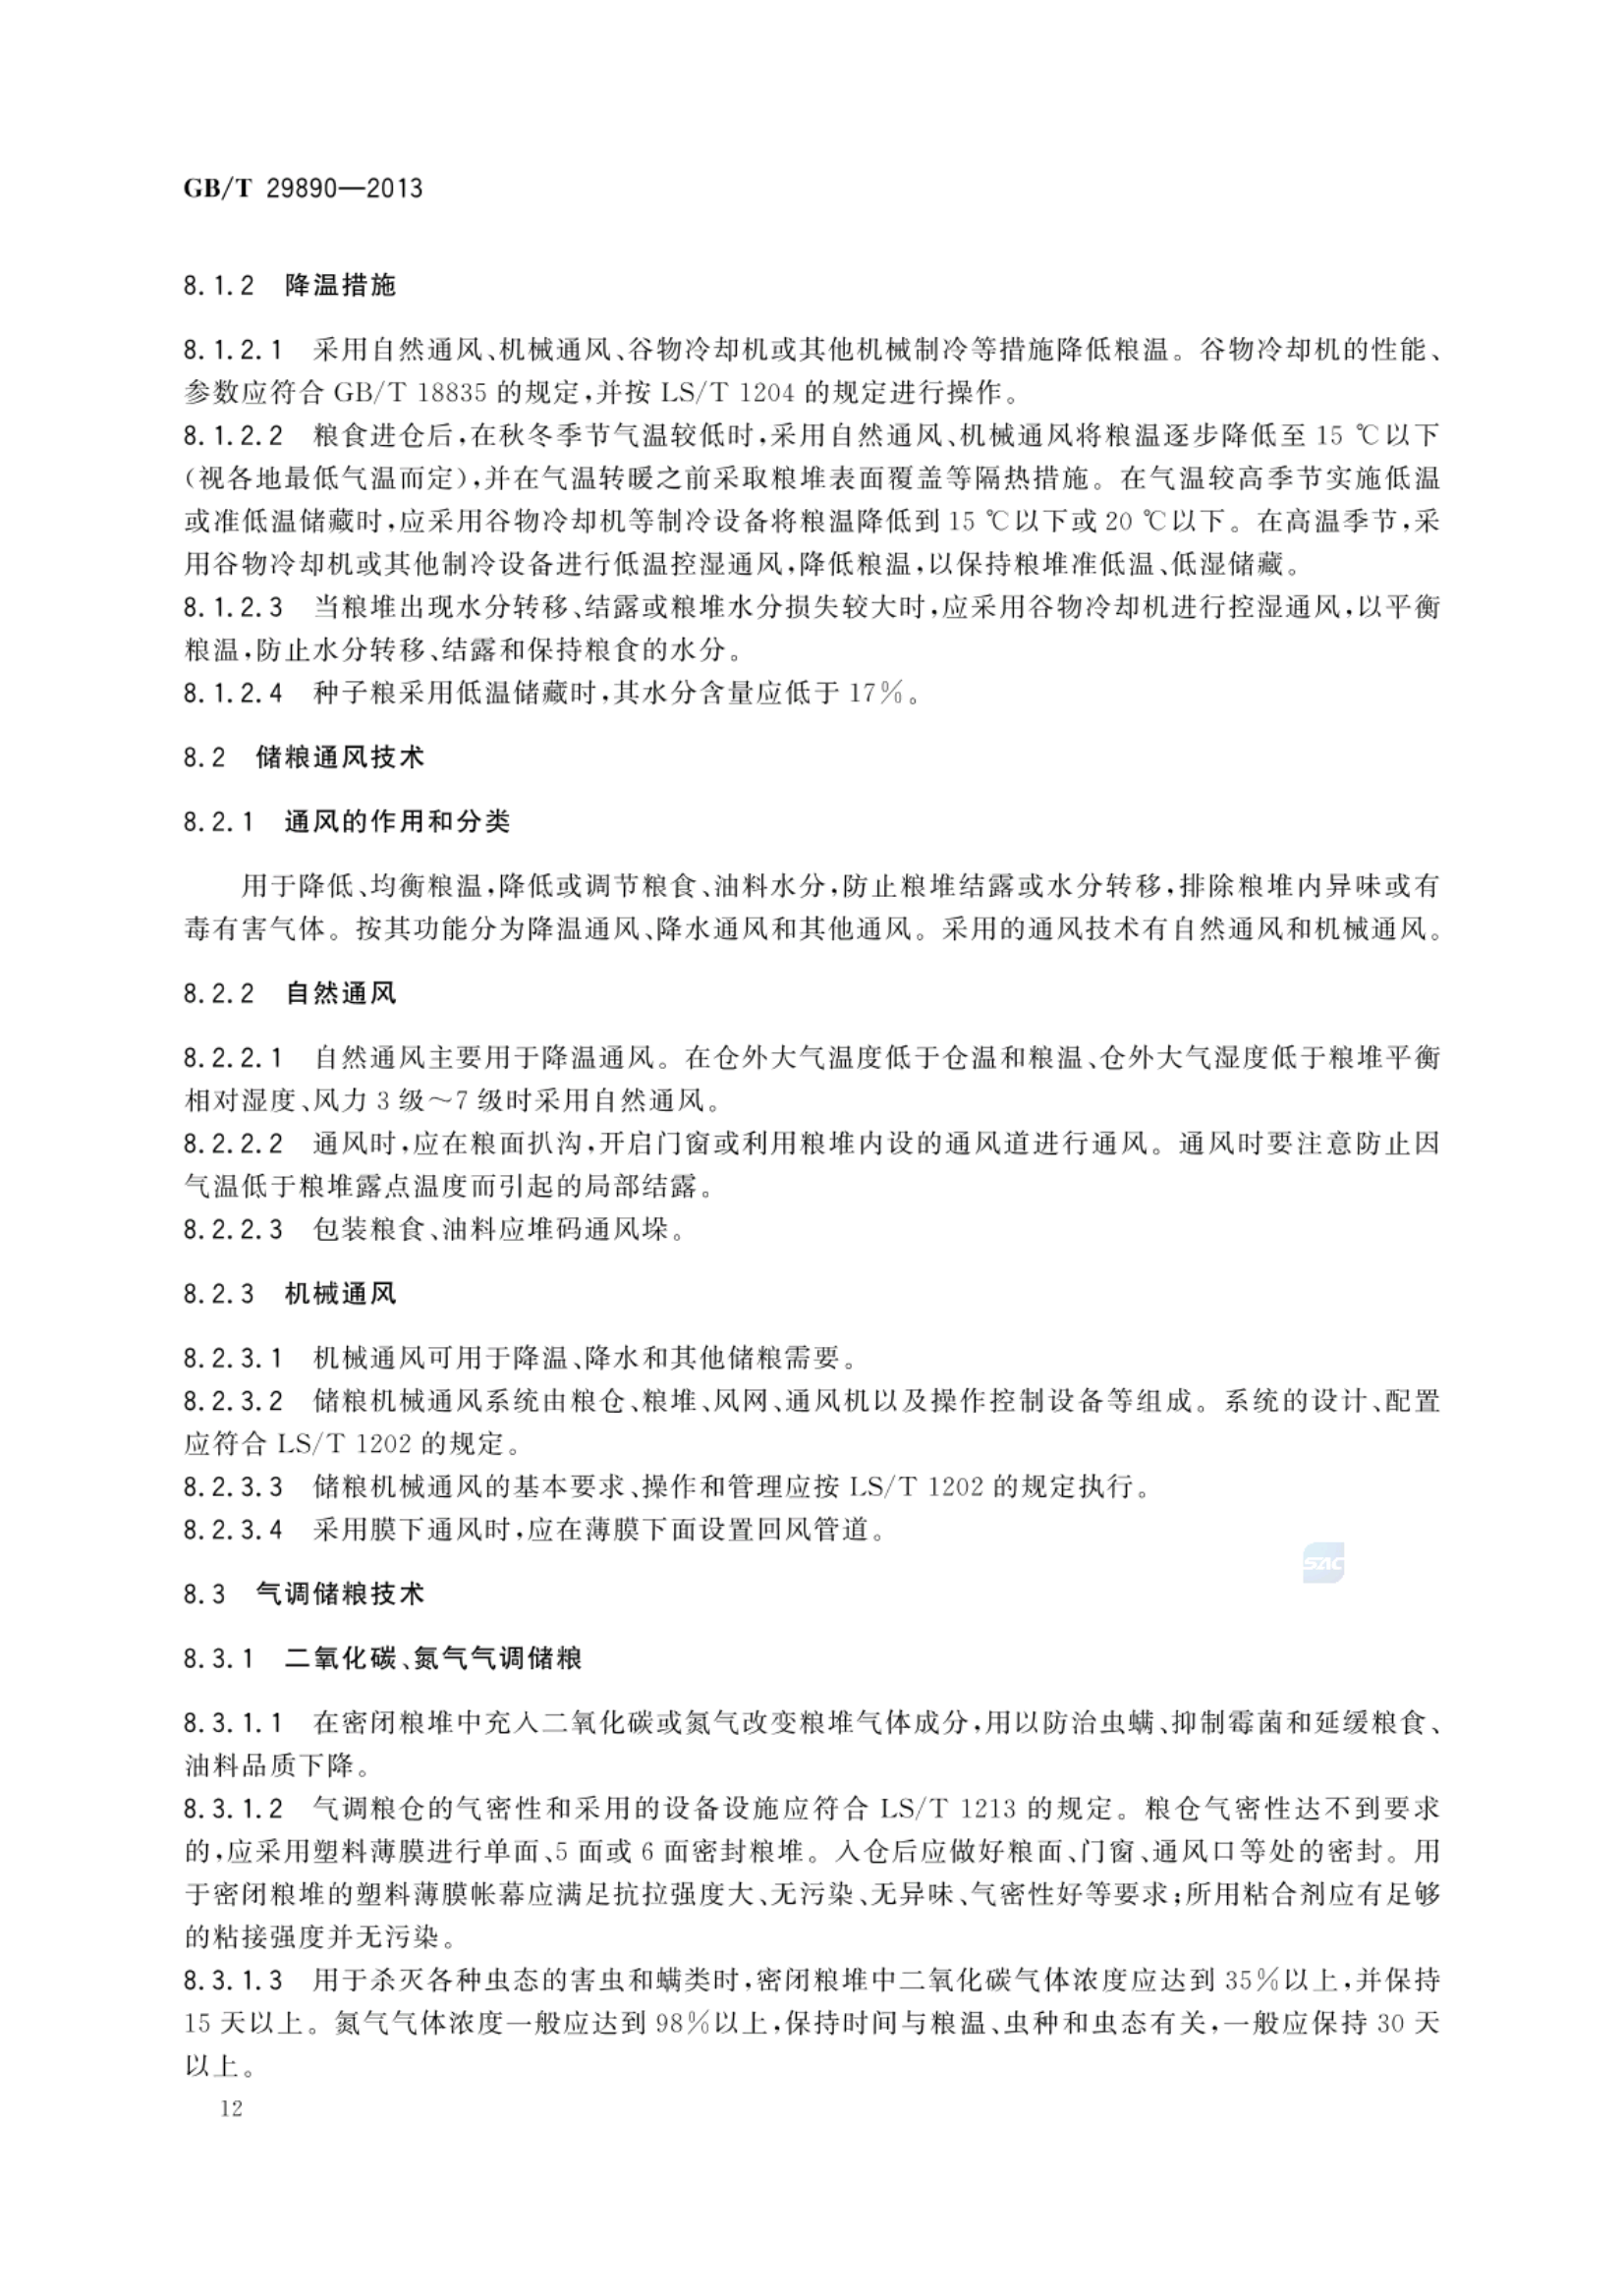 GB/T 29890—2013
8.1.2 降温措施
8.1.2.1 采用自然通风、机械通风、谷物冷却机或其他机械制冷等措施降低粮温。谷物冷却机的性能、
参数应符合 GB/T 18835 的规定,并按 LS/T 1204 的规定进行操作。
8.1.2.2 粮食进仓后,在秋冬季节气温较低时,采用自然通风、机械通风将粮温逐步降低至 15 ℃以下
(视各地最低气温而定),并在气温转暖之前采取粮堆表面覆盖等隔热措施。在气温较高季节实施低温
或准低温储藏时,应采用谷物冷却机等制冷设备将粮温降低到 15 ℃以下或 20 ℃以下。在高温季节,采
用谷物冷却机或其他制冷设备进行低温控湿通风,降低粮温,以保持粮堆准低温、低湿储藏。
8.1.2.3 当粮堆出现水分转移、结露或粮堆水分损失较大时,应采用谷物冷却机进行控湿通风,以平衡
粮温,防止水分转移、结露和保持粮食的水分。
8.1.2.4 种子粮采用低温储藏时,其水分含量应低于 17%。
8.2 储粮通风技术
8.2.1 通风的作用和分类
用于降低、均衡粮温,降低或调节粮食、油料水分,防止粮堆结露或水分转移,排除粮堆内异味或有
毒有害气体。按其功能分为降温通风、降水通风和其他通风。采用的通风技术有自然通风和机械通风。
8.2.2 自然通风
8.2.2.1 自然通风主要用于降温通风。在仓外大气温度低于仓温和粮温、仓外大气湿度低于粮堆平衡
相对湿度、风力 3 级～7 级时采用自然通风。
8.2.2.2 通风时,应在粮面扒沟,开启门窗或利用粮堆内设的通风道进行通风。通风时要注意防止因
气温低于粮堆露点温度而引起的局部结露。
8.2.2.3 包装粮食、油料应堆码通风垛。
8.2.3 机械通风
8.2.3.1 机械通风可用于降温、降水和其他储粮需要。
8.2.3.2 储粮机械通风系统由粮仓、粮堆、风网、通风机以及操作控制设备等组成。系统的设计、配置
应符合 LS/T 1202 的规定。
8.2.3.3 储粮机械通风的基本要求、操作和管理应按 LS/T 1202 的规定执行。
8.2.3.4 采用膜下通风时,应在薄膜下面设置回风管道。
SAC
8.3 气调储粮技术
8.3.1 二氧化碳、氮气气调储粮
8.3.1.1 在密闭粮堆中充入二氧化碳或氮气改变粮堆气体成分,用以防治虫螨、抑制霉菌和延缓粮食、
油料品质下降。
8.3.1.2 气调粮仓的气密性和采用的设备设施应符合 LS/T 1213 的规定。粮仓气密性达不到要求
的,应采用塑料薄膜进行单面、5 面或 6 面密封粮堆。入仓后应做好粮面、门窗、通风口等处的密封。用
于密闭粮堆的塑料薄膜帐幕应满足抗拉强度大、无污染、无异味、气密性好等要求;所用粘合剂应有足够
的粘接强度并无污染。
8.3.1.3 用于杀灭各种虫态的害虫和螨类时,密闭粮堆中二氧化碳气体浓度应达到 35%以上,并保持
15 天以上。氮气气体浓度一般应达到 98%以上,保持时间与粮温、虫种和虫态有关,一般应保持 30 天
以上。
12